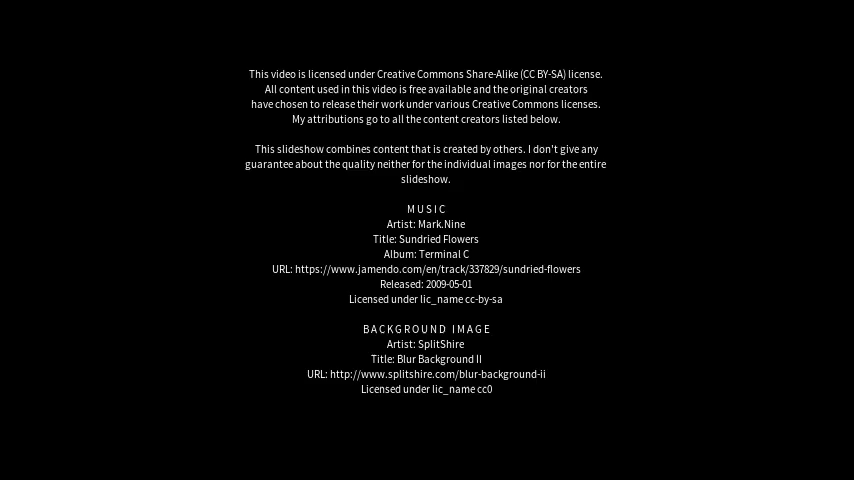 This video is licensed under Creative Commons Share-Alike (CC BY-SA) license.
All content used in this video is free available and the original creators
have chosen to release their work under various Creative Commons licenses.
My attributions go to all the content creators listed below.
This slideshow combines content that is created by others. I don't give any
guarantee about the quality neither for the individual images nor for the entire
slideshow.
MUSIC
Artist: Mark.Nine
Title: Sundried Flowers
Album: Terminal C
URL: https://www.jamendo.com/en/track/337829/sundried-flowers
Released: 2009-05-01
Licensed under lic_name cc-by-sa
BACKGROUND IMAGE
Artist: SplitShire
Title: Blur Background II
URL: http://www.splitshire.com/blur-background-ii
Licensed under lic_name cc0